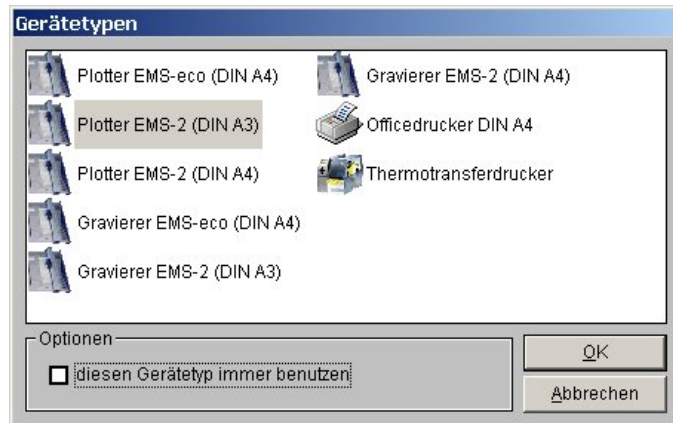 Gerätetypen
Plotter EMS-eco (DIN A4)
Plotter EMS-2 (DIN A3)
Plotter EMS-2 (DIN A4)
Gravierer EMS-eco (DIN A4)
Gravierer EMS-2 (DIN A3)
Gravierer EMS-2 (DIN A4)
Officedrucker DIN A4
Thermotransferdrucker
Optionen
diesen Gerätetyp immer benutzen
OK
Abbrechen